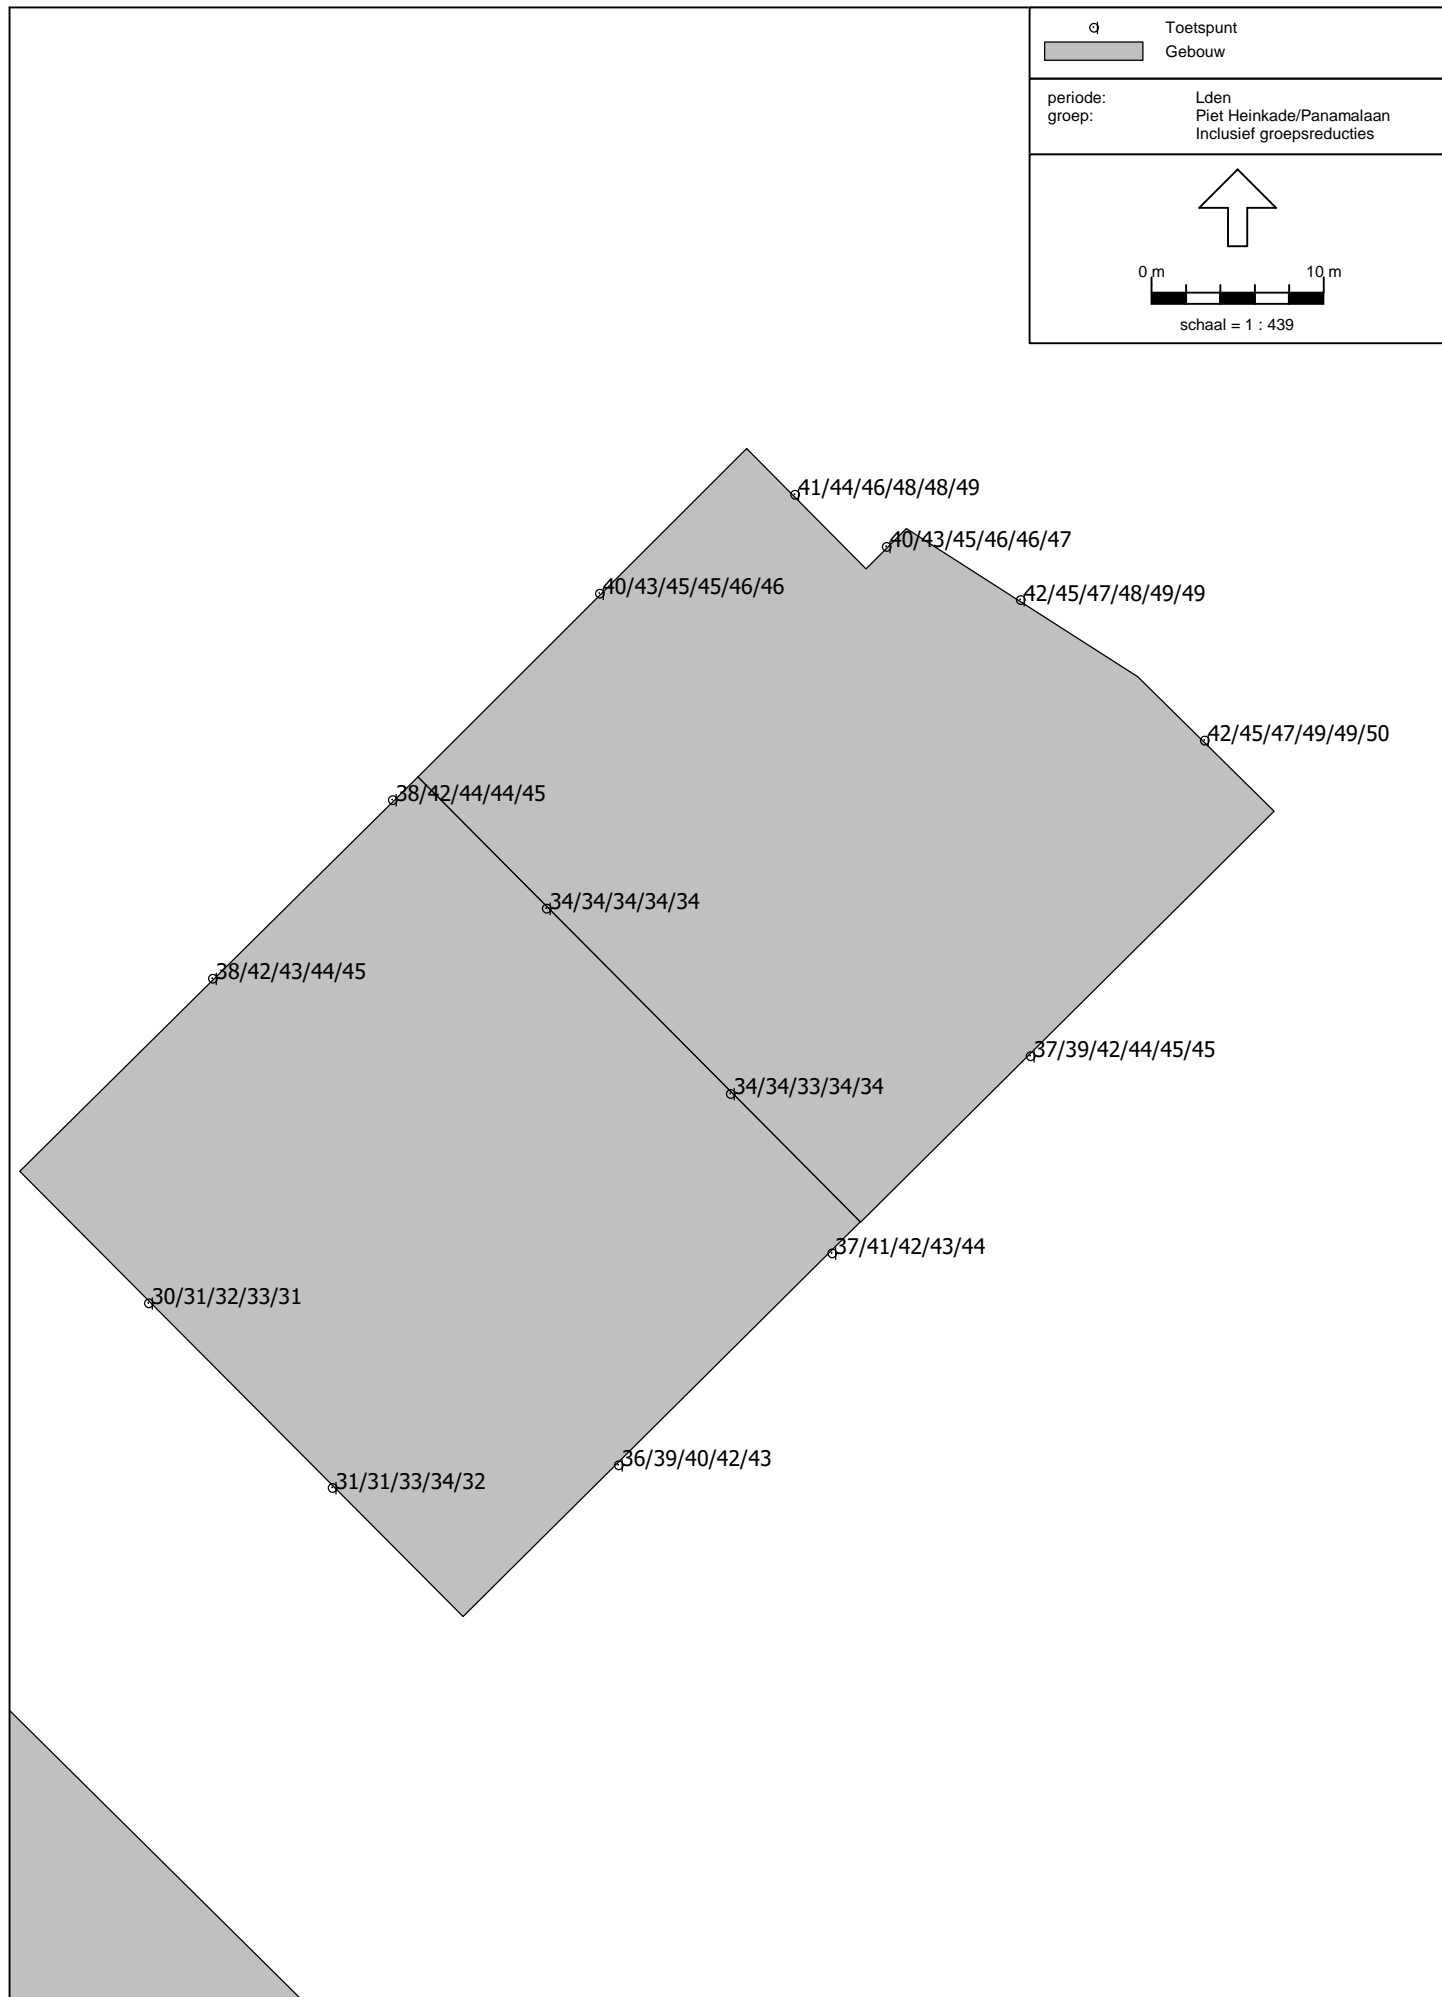 Toetspunt
Gebouw
periode: Lden
groep: Piet Heinkade/Panamalaan
Inclusief groepsreducties
0 m 10 m
schaal = 1 : 439
41/44/46/48/48/49
40/43/45/46/46/47
40/43/45/45/46/46
42/45/47/48/49/49
42/45/47/49/49/50
38/42/44/44/45
34/34/34/34/34
38/42/43/44/45
37/39/42/44/45/45
34/34/33/34/34
37/41/42/43/44
30/31/32/33/31
36/39/40/42/43
31/31/33/34/32